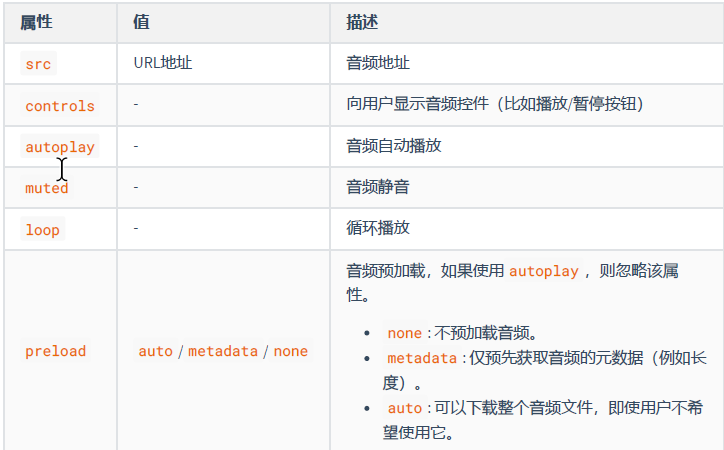 属性 值 描述
src URL地址 音频地址
controls - 向用户显示音频控件（比如播放/暂停按钮）
autoplay - 音频自动播放
muted - 音频静音
loop - 循环播放
preload auto / metadata / none 音频预加载，如果使用 autoplay ，则忽略该属
性。
• none : 不预加载音频。
• metadata : 仅预先获取音频的元数据（例如长
度）。
• auto : 可以下载整个音频文件，即使用户不希
望使用它。